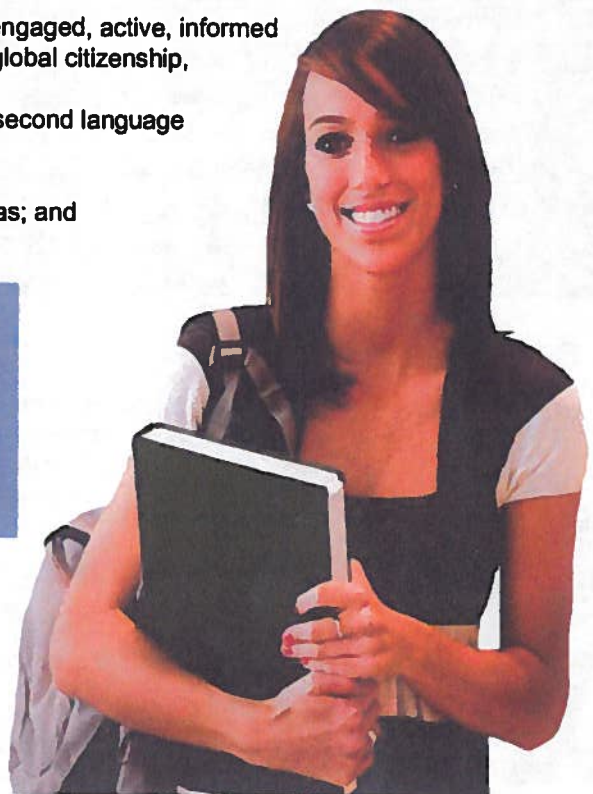 engaged, active, informed
global citizenship,
second language
as; and